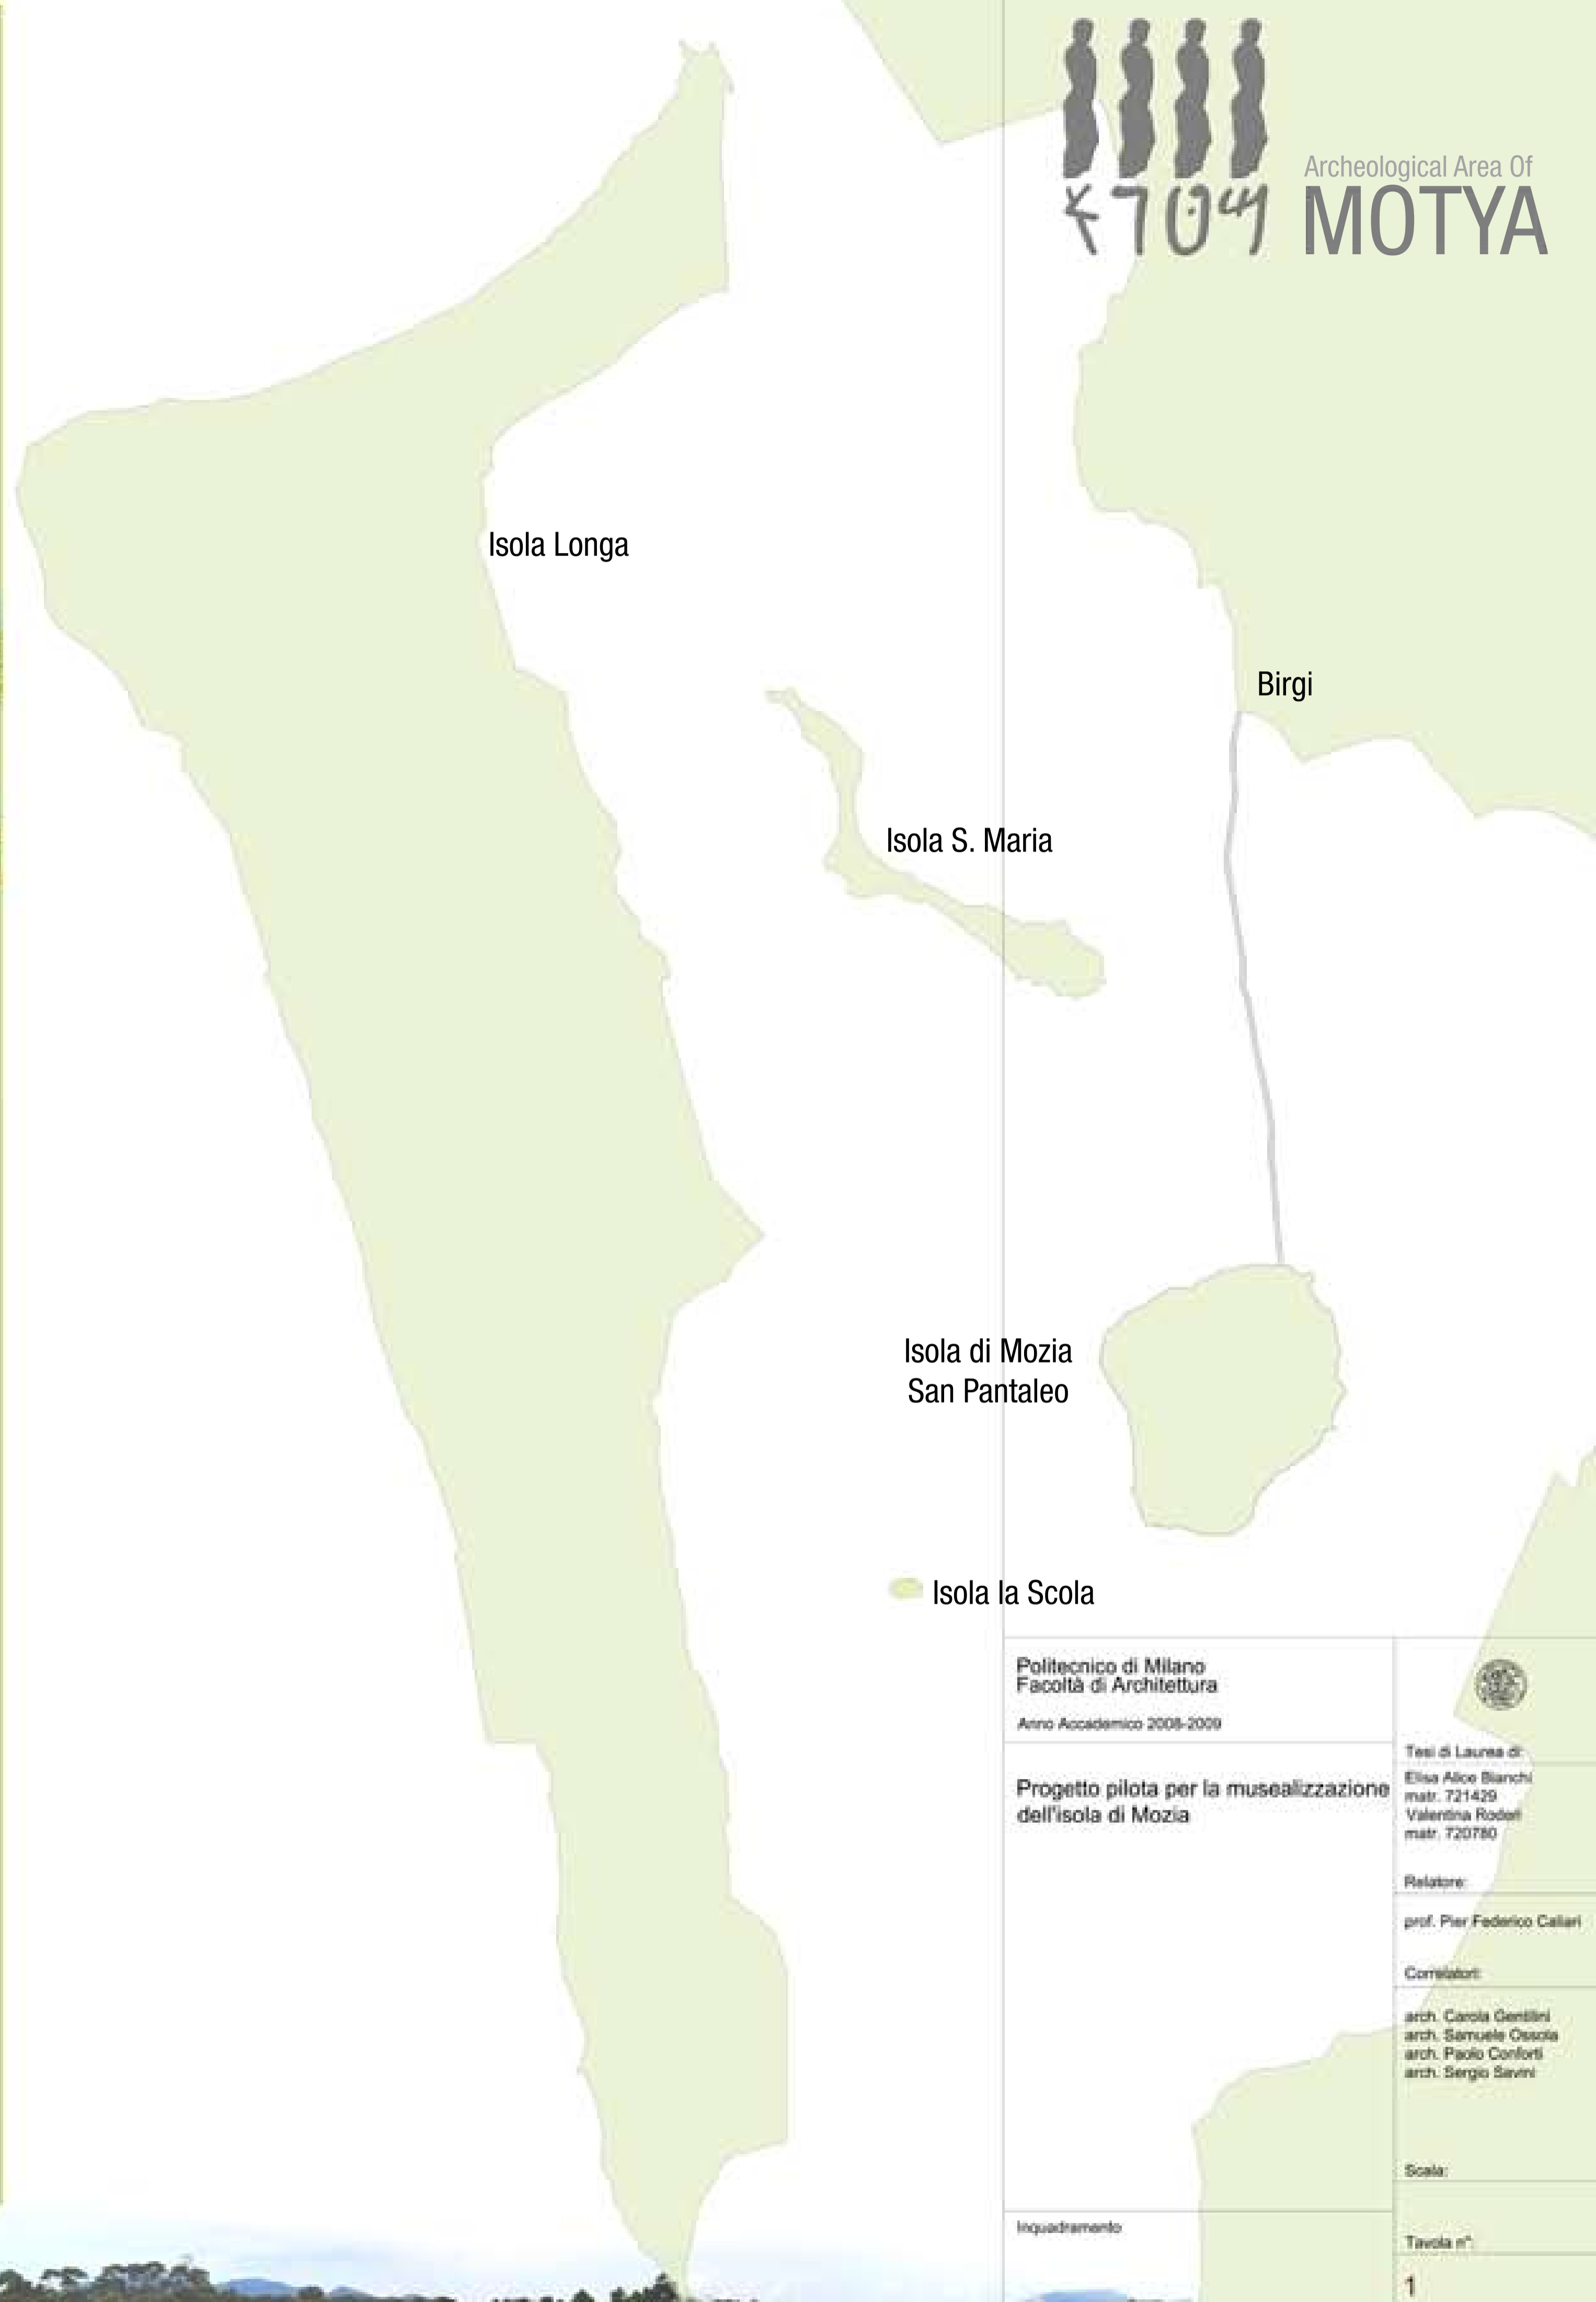 Archeological Area Of
MOTYA
Isola Longa
Birgi
Isola S. Maria
Isola di Mozia
San Pantaleo
Isola la Scola
Politecnico di Milano
Facoltà di Architettura
Anno Accademico 2008-2009
Progetto pilota per la musealizzazione
dell'isola di Mozia
Inquadramento
Tesi di Laurea di:
Elisa Alice Bianchi
matr. 721429
Valentina Roderi
matr. 720780
Relatore:
prof. Pier Federico Caliari
Correlatori:
arch. Carola Gentilini
arch. Samuele Ossola
arch. Paolo Conforti
arch. Sergio Savini
Scala:
Tavola n°:
1